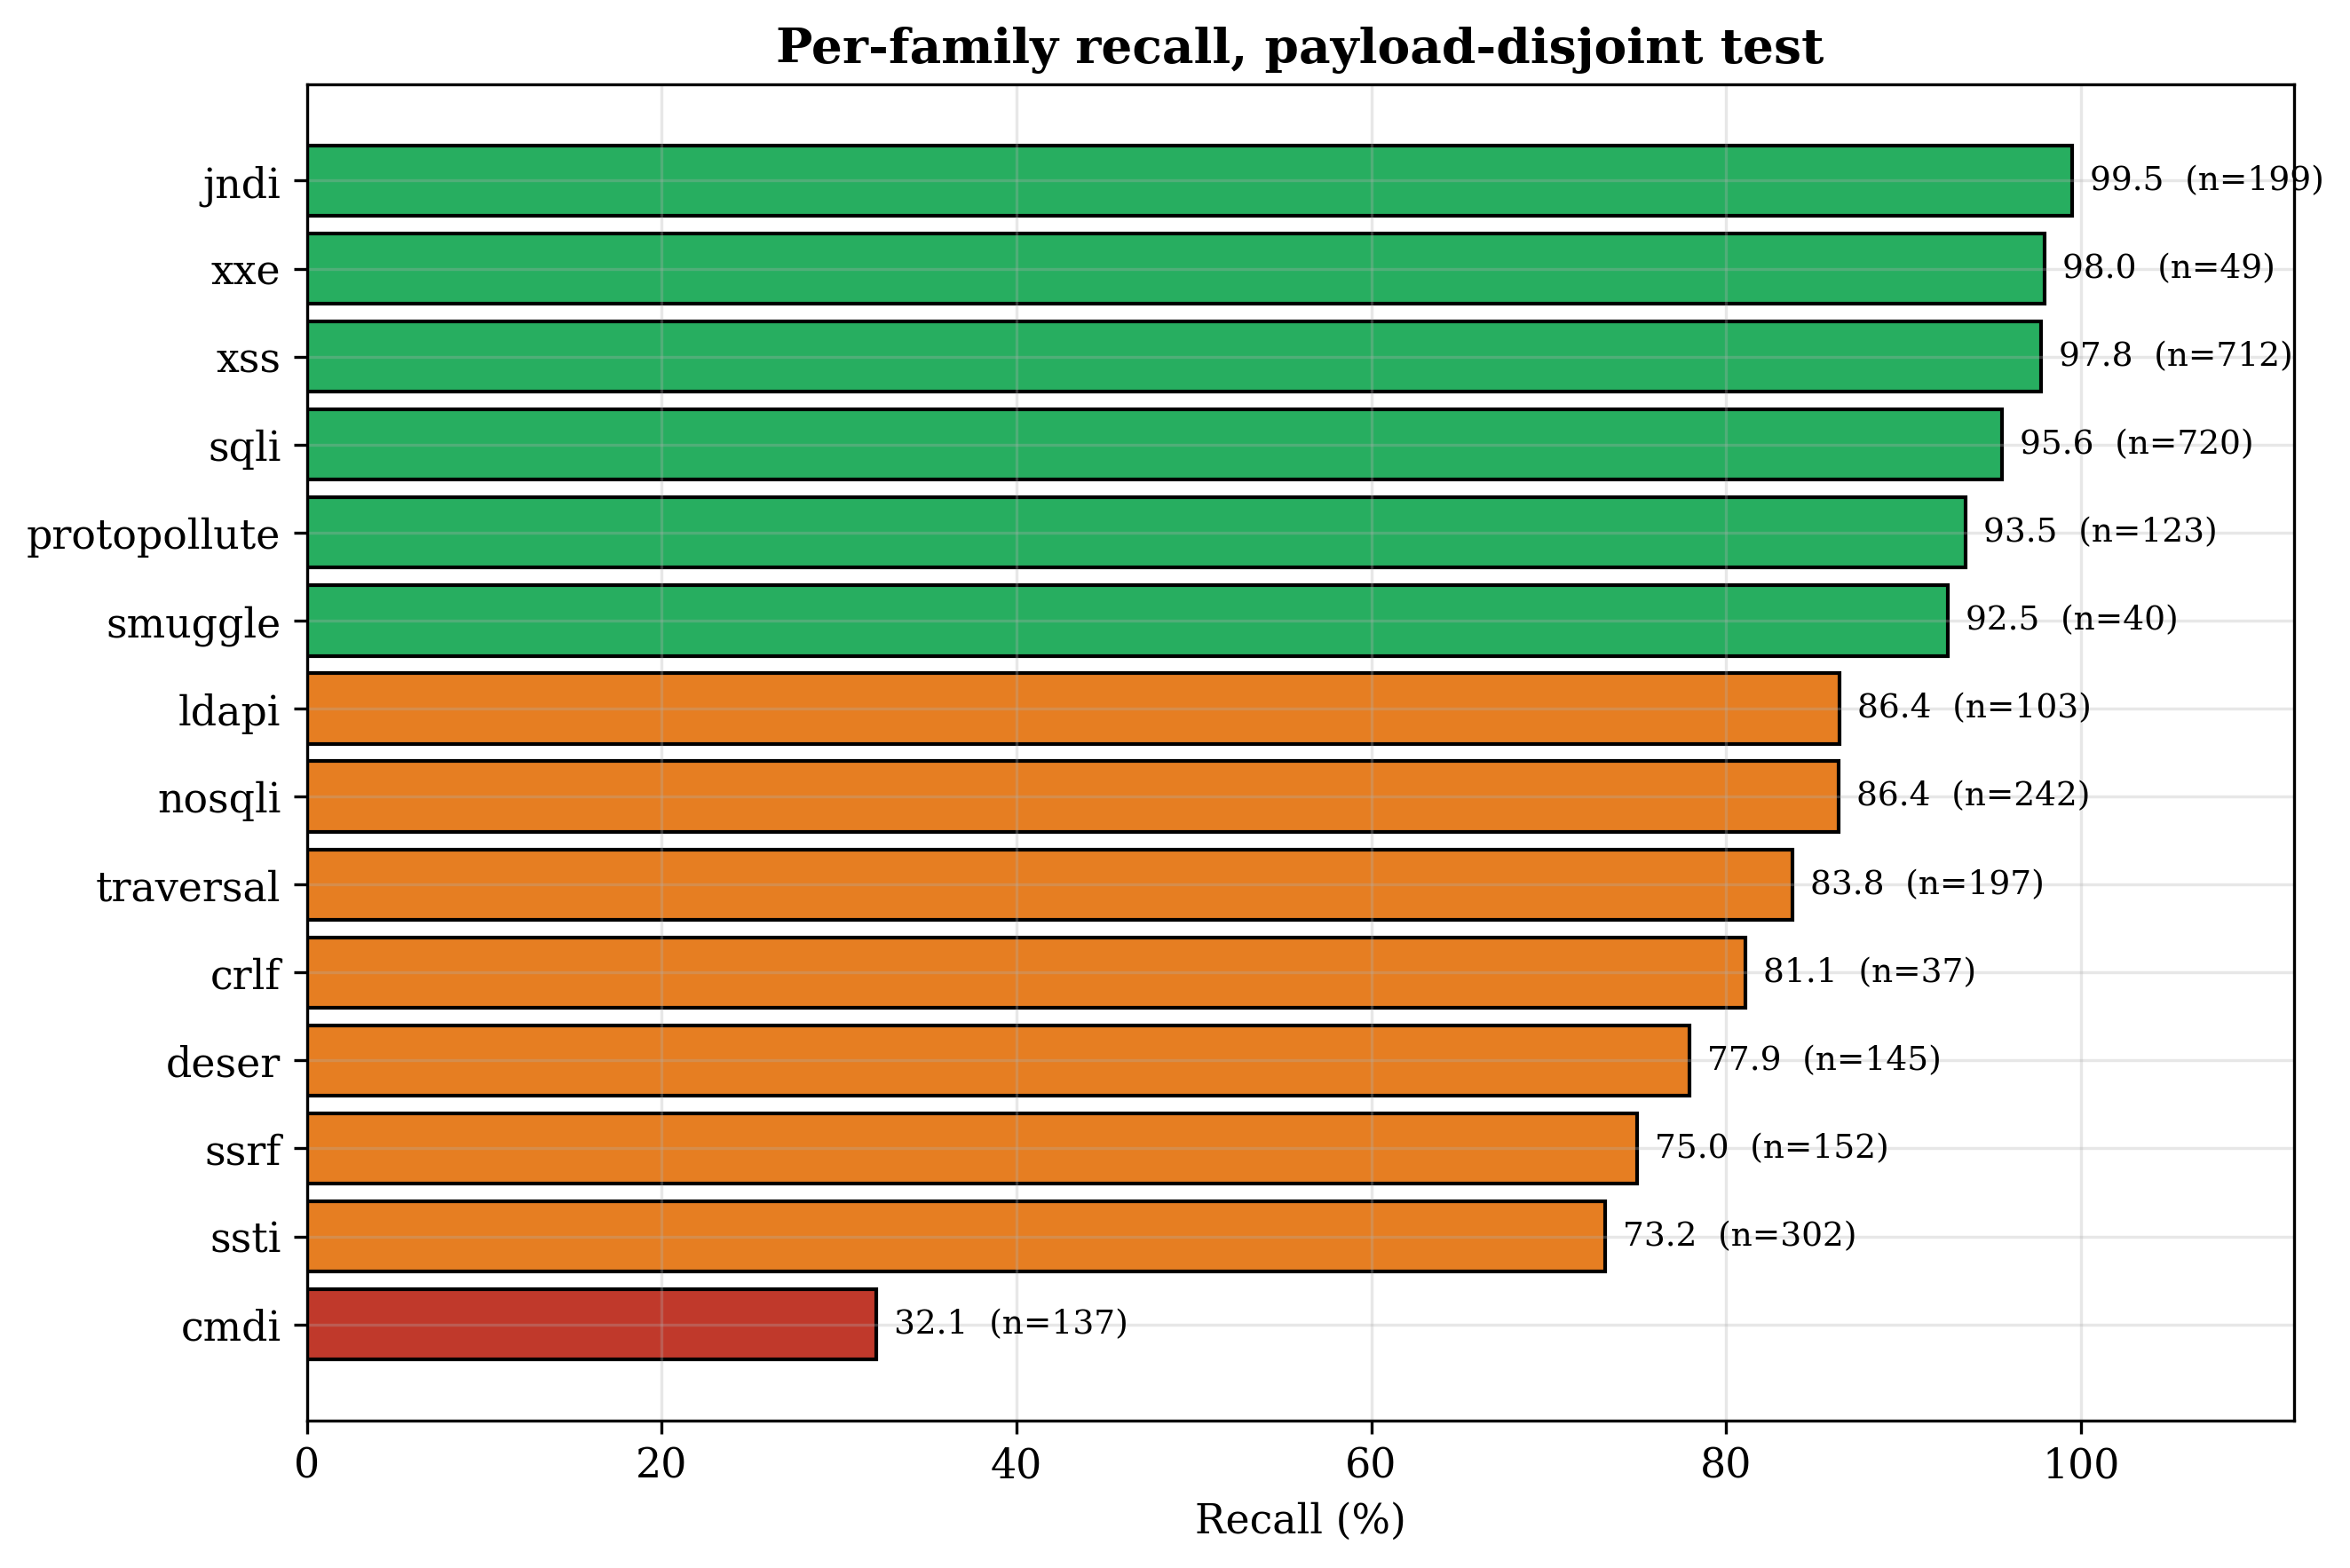 Per-family recall, payload-disjoint test
jndi 99.5 (n=199)
xxe 98.0 (n=49)
xss 97.8 (n=712)
sqli 95.6 (n=720)
protopollute 93.5 (n=123)
smuggle 92.5 (n=40)
ldapi 86.4 (n=103)
nosqli 86.4 (n=242)
traversal 83.8 (n=197)
crlf 81.1 (n=37)
deser 77.9 (n=145)
ssrf 75.0 (n=152)
ssti 73.2 (n=302)
cmdi 32.1 (n=137)
0 20 40 60 80 100
Recall (%)